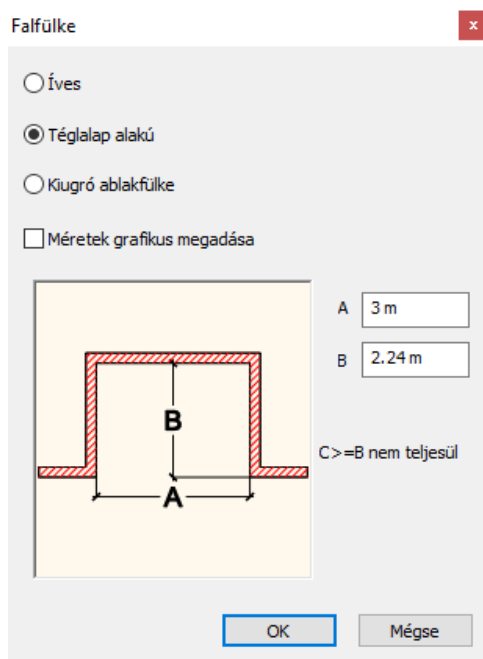 Falfülke
x
Íves
Téglalap alakú
Kiugró ablakfülke
Méretek grafikus megadása
A 3 m
B 2.24 m
B
A
C>=B nem teljesül
OK Mégse